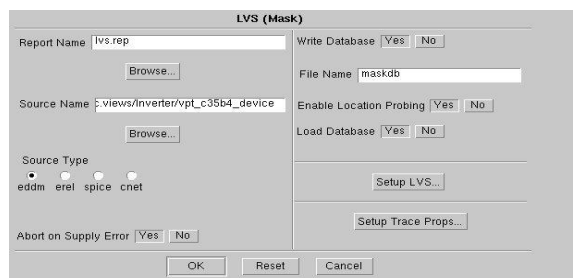 LVS (Mask)
Report Name lvs.rep
Browse...
Source Name c.views/Inverter/vpt_c35b4_device
Browse...
Source Type
eddm erel spice cnet
Abort on Supply Error Yes No
Write Database Yes No
File Name maskdb
Enable Location Probing Yes No
Load Database Yes No
Setup LVS...
Setup Trace Props...
OK Reset Cancel